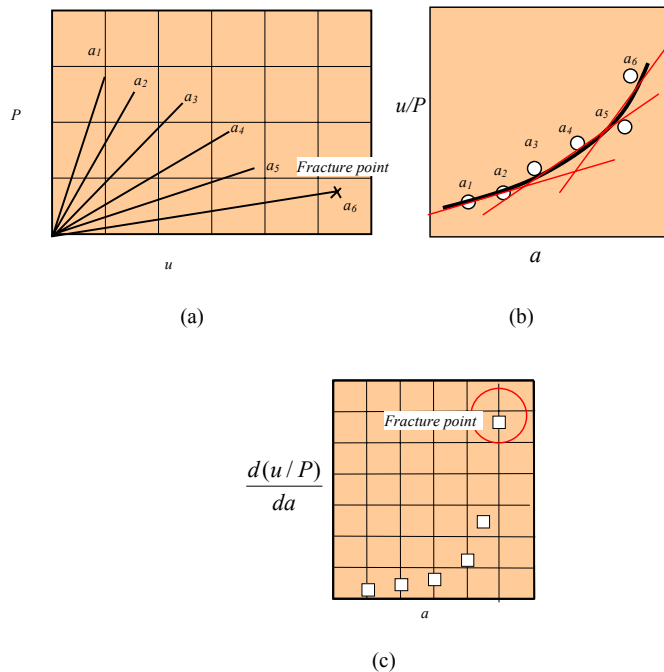 a1
a2
a3
P
a4
a5
Fracture point
a6
u
(a)
a6
u/P
a5
a4
a3
a2
a1
a
(b)
Fracture point
d(u / P)
da
a
(c)